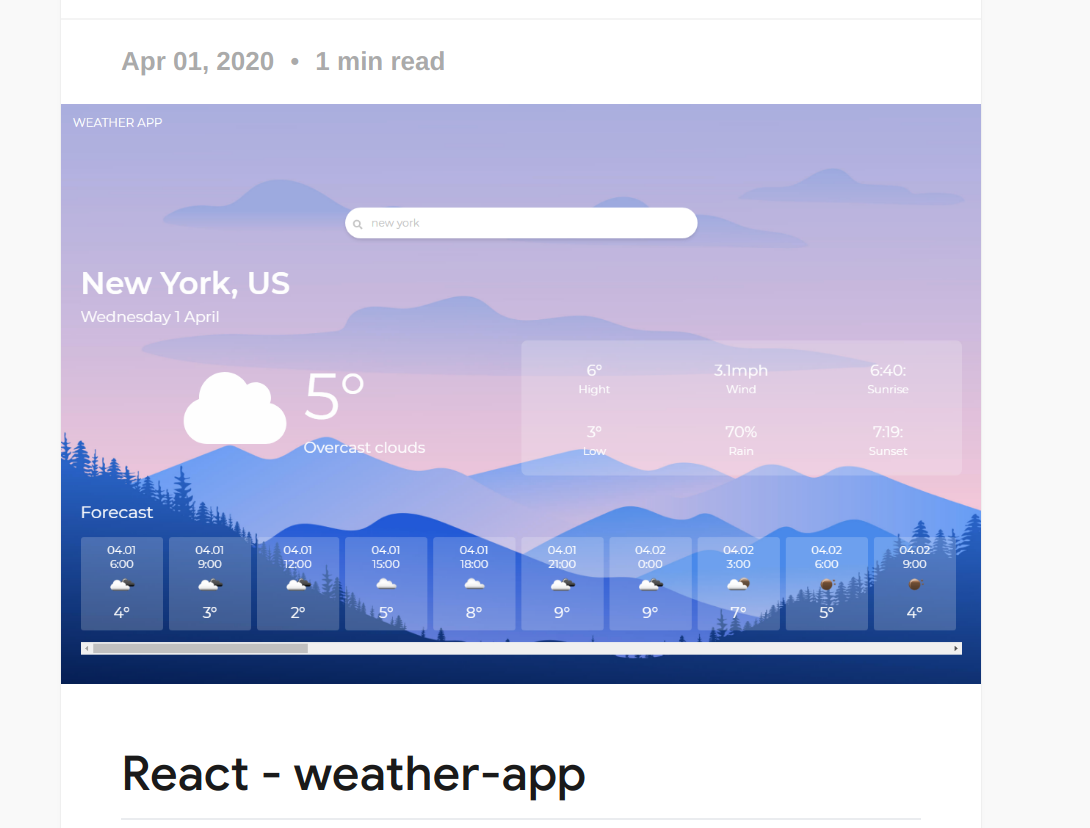 Apr 01, 2020 • 1 min read
WEATHER APP
new york
New York, US
Wednesday 1 April
5°
Overcast clouds
6° 3.1mph 6:40:
Hight Wind Sunrise
3° 70% 7:19:
Low Rain Sunset
Forecast
04.01 04.01 04.01 04.01 04.01 04.01 04.02 04.02 04.02 04.02
6:00 9:00 12:00 15:00 18:00 21:00 0:00 3:00 6:00 9:00
4° 3° 2° 5° 8° 9° 9° 7° 5° 4°
React - weather-app